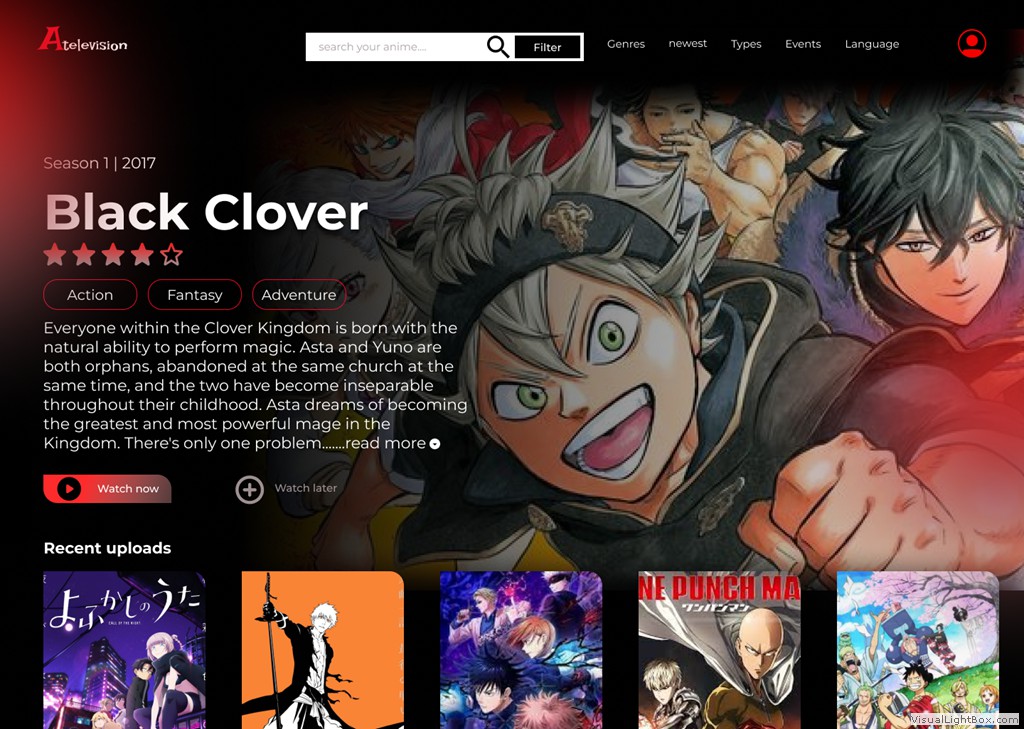 Atelevision
search your anime....
Filter
Genres
newest
Types
Events
Language
Season 1 | 2017
Black Clover
Action
Fantasy
Adventure
Everyone within the Clover Kingdom is born with the
natural ability to perform magic. Asta and Yuno are
both orphans, abandoned at the same church at the
same time, and the two have become inseparable
throughout their childhood. Asta dreams of becoming
the greatest and most powerful mage in the
Kingdom. There's only one problem.......read more
Watch now
Watch later
Recent uploads
よふかしのうた
CALL OF THE NIGHT
NE PUNCH MA
ワンパンマン
VisualLightBox.com